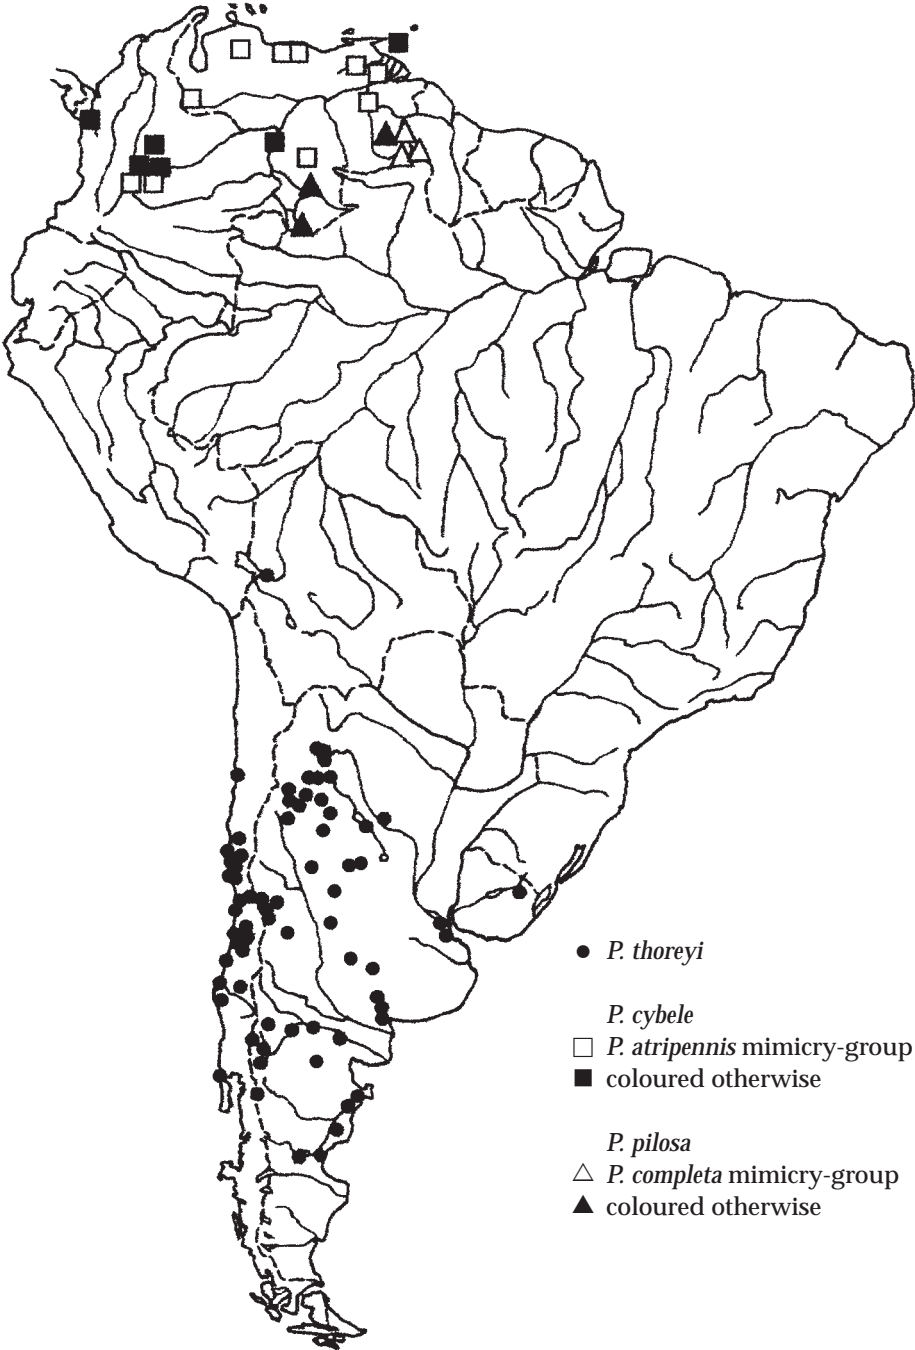 P. thoreyi
P. cybele
P. atripennis mimicry-group
coloured otherwise
P. pilosa
P. completa mimicry-group
coloured otherwise